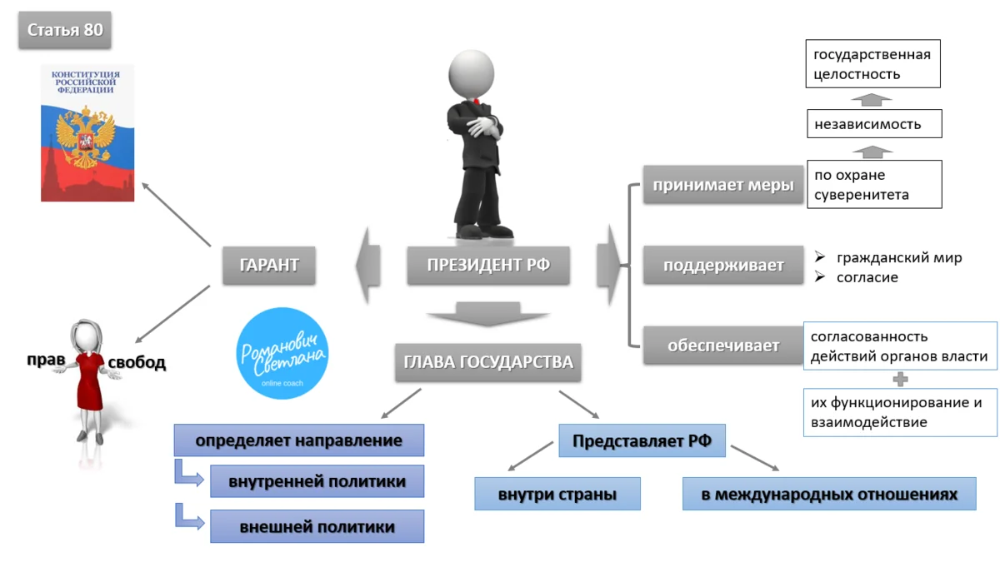 Статья 80
КОНСТИТУЦИЯ
РОССИЙСКОЙ
ФЕДЕРАЦИИ
ГАРАНТ
прав
свобод
Романович
Светлана
online coach
ПРЕЗИДЕНТ РФ
ГЛАВА ГОСУДАРСТВА
определяет направление
внутренней политики
внешней политики
Представляет РФ
внутри страны
в международных отношениях
принимает меры
по охране
суверенитета
независимость
государственная
целостность
поддерживает
гражданский мир
согласие
обеспечивает
согласованность
действий органов власти
их функционирование и
взаимодействие